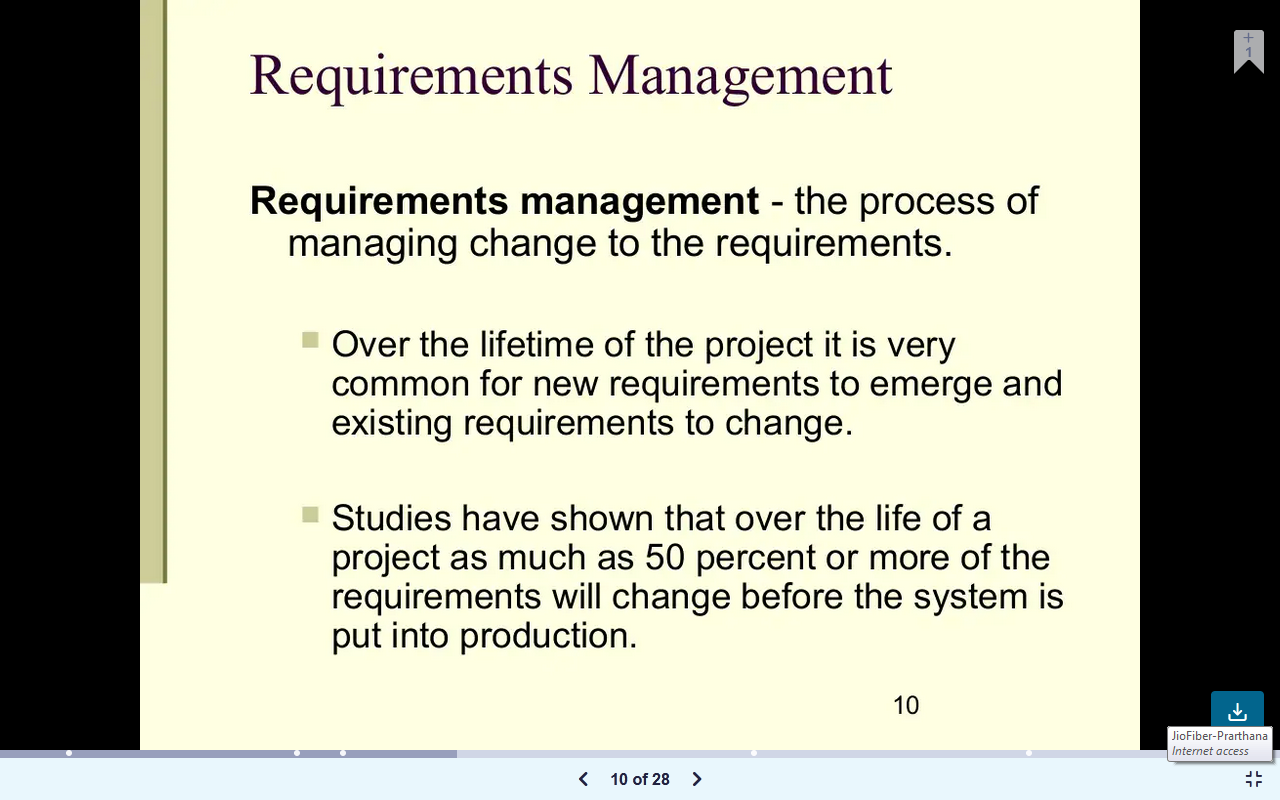 +
1
Requirements Management
Requirements management - the process of
managing change to the requirements.
Over the lifetime of the project it is very
common for new requirements to emerge and
existing requirements to change.
Studies have shown that over the life of a
project as much as 50 percent or more of the
requirements will change before the system is
put into production.
10
JioFiber-Prarthana
Internet access
10 of 28